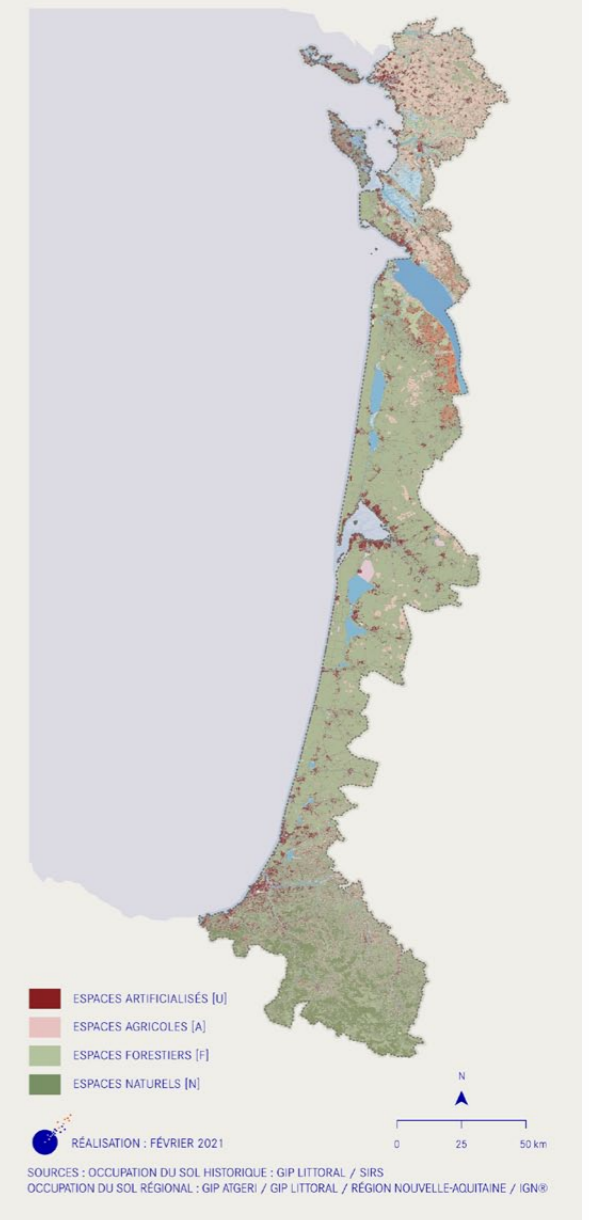 ESPACES ARTIFICIALISÉS [U]
ESPACES AGRICOLES [A]
ESPACES FORESTIERS [F]
ESPACES NATURELS [N]
N
0 25 50 km
RÉALISATION : FÉVRIER 2021
SOURCES : OCCUPATION DU SOL HISTORIQUE : GIP LITTORAL / SIRS
OCCUPATION DU SOL RÉGIONAL : GIP ATGERI / GIP LITTORAL / RÉGION NOUVELLE-AQUITAINE / IGN®